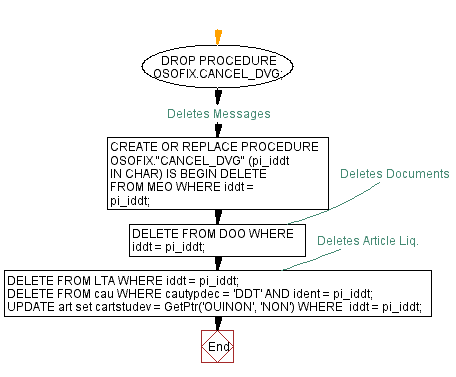 DROP PROCEDURE
OSOFIX.CANCEL_DVG;
Deletes Messages
CREATE OR REPLACE PROCEDURE
OSOFIX."CANCEL_DVG" (pi_iddt
IN CHAR) IS BEGIN DELETE
FROM MEO WHERE iddt =
pi_iddt;
Deletes Documents
DELETE FROM DOO WHERE
iddt = pi_iddt;
Deletes Article Liq.
DELETE FROM LTA WHERE iddt = pi_iddt;
DELETE FROM cau WHERE cautypdec = 'DDT' AND ident = pi_iddt;
UPDATE art set cartstudev = GetPtr('OUINON', 'NON') WHERE  iddt = pi_iddt;
End